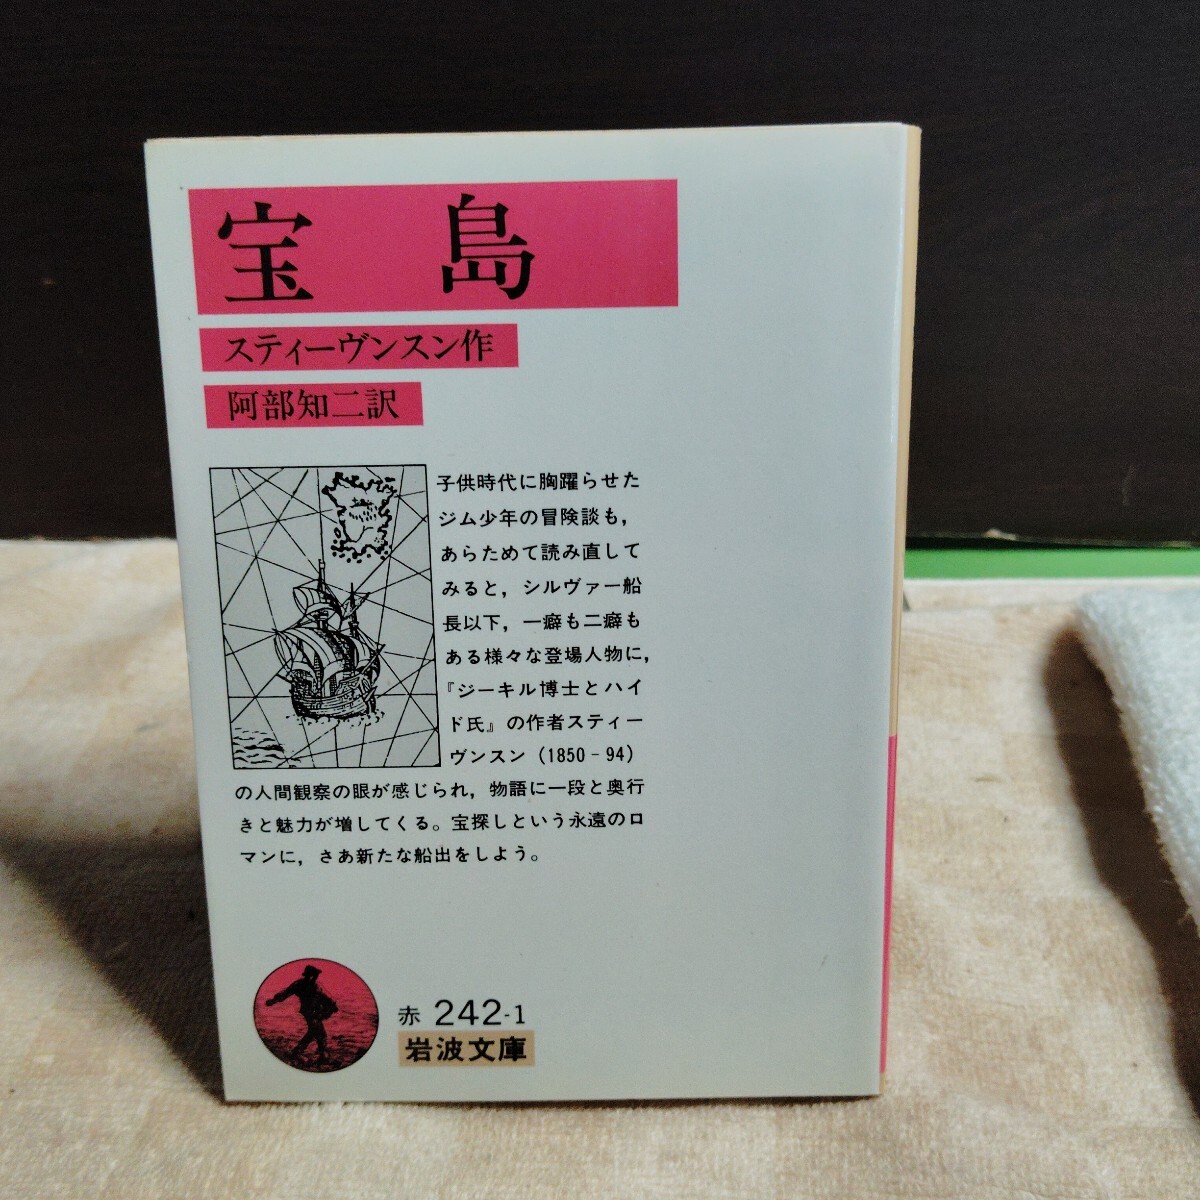 宝島
スティーヴンスン作
阿部知二訳
子供時代に胸躍らせた
ジム少年の冒険談も，
あらためて読み直して
みると，シルヴァー船
長以下，一癖も二癖も
ある様々な登場人物に，
『ジーキル博士とハイ
ド氏』の作者スティー
ヴンスン（1850‐94）
の人間観察の眼が感じられ，物語に一段と奥行
きと魅力が増してくる。宝探しという永遠のロ
マンに，さあ新たな船出をしよう。
赤 242-1
岩波文庫